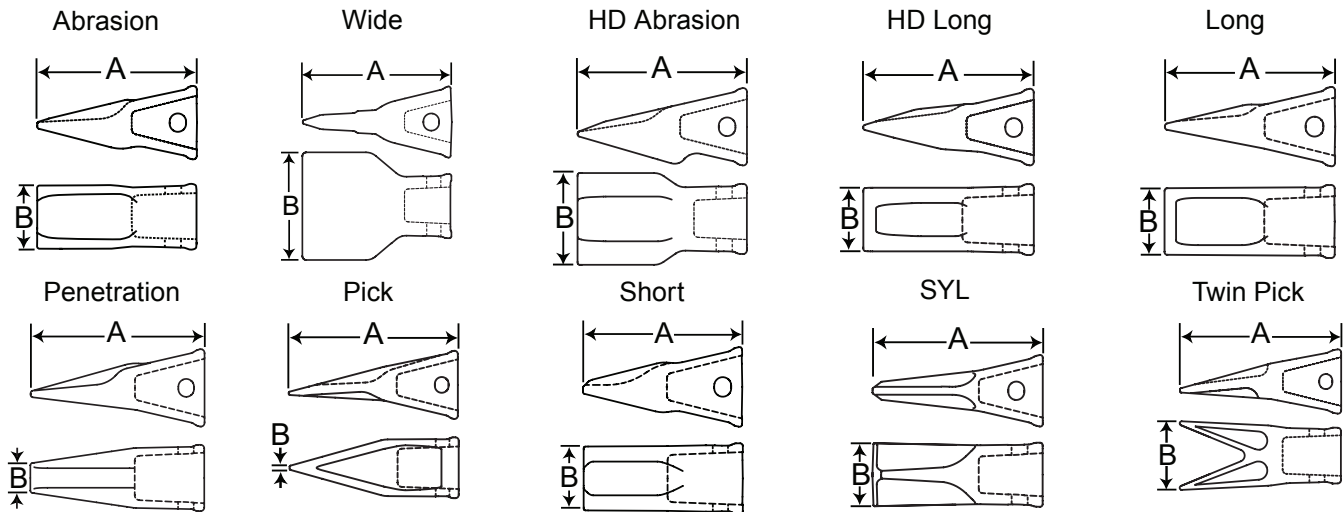 Abrasion Wide HD Abrasion HD Long Long
A A A A A
B B B B B
Penetration Pick Short SYL Twin Pick
A A A A A
B B B B B